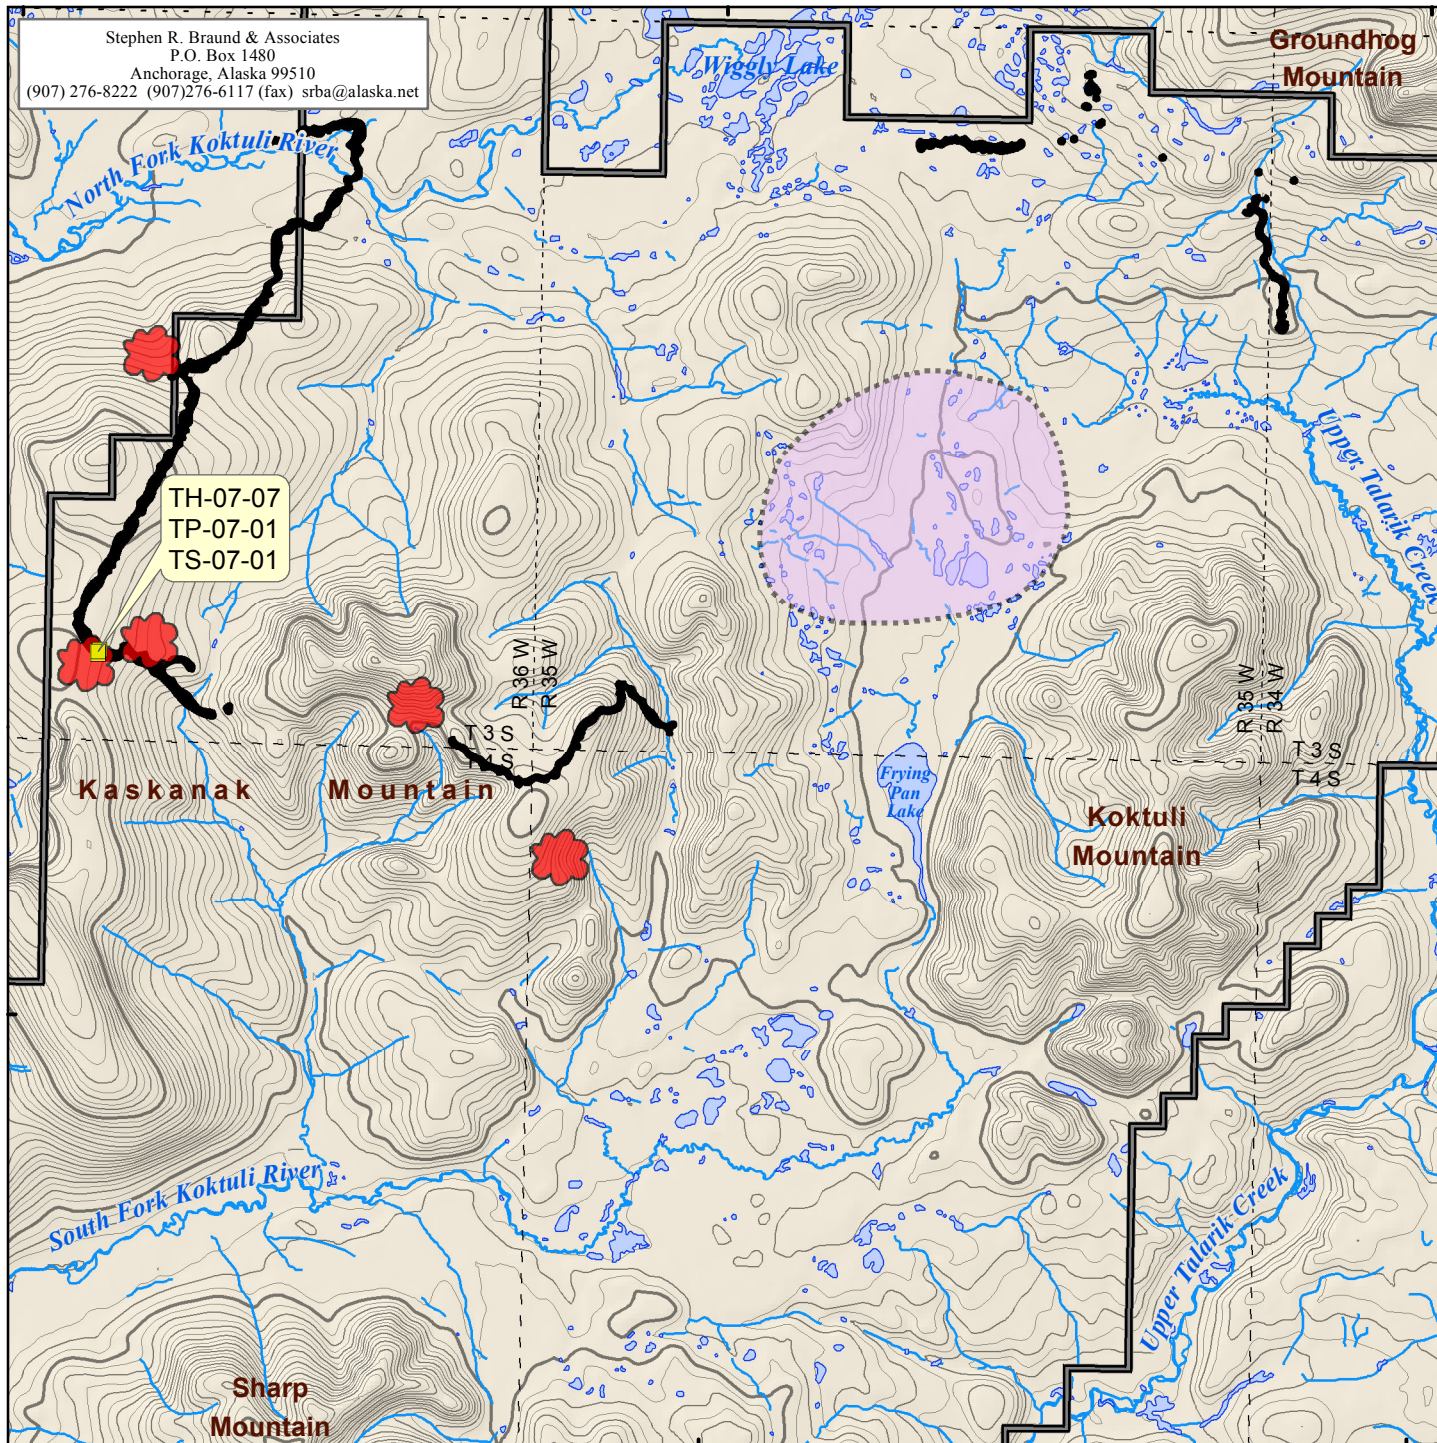 Stephen R. Braund & Associates
P.O. Box 1480
Anchorage, Alaska 99510
(907) 276-8222 (907)276-6117 (fax) srba@alaska.net
Groundhog
Mountain
Wiggly Lake
North Fork Koktuli River
Upper Talarik Creek
TH-07-07
TP-07-01
TS-07-01
R 36 W
R 35 W
R 35 W
R 34 W
T 3 S
T 4 S
T 3 S
T 4 S
Kaskanak Mountain
Frying
Pan
Lake
Koktuli
Mountain
South Fork Koktuli River
Upper Talarik Creek
Sharp
Mountain